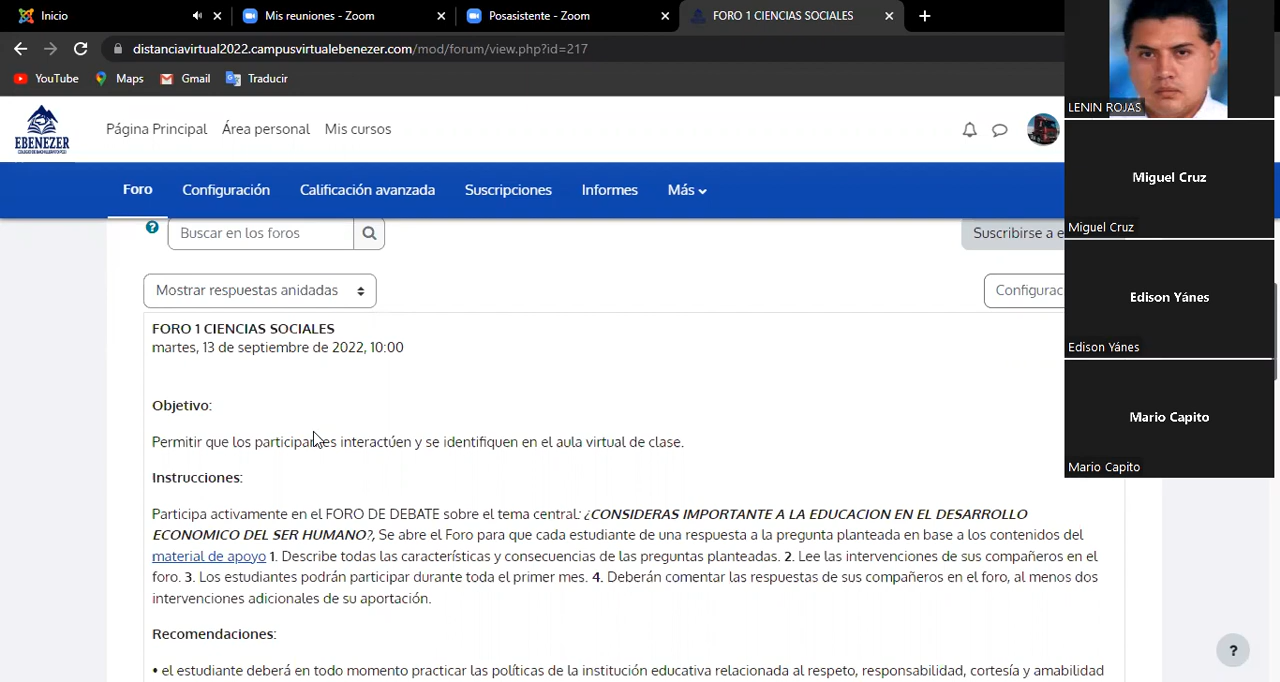 Inicio
Mis reuniones - Zoom
Posasistente - Zoom
FORO 1 CIENCIAS SOCIALES
distanciavirtual2022.campusvirtualebenezer.com/mod/forum/view.php?id=217
YouTube
Maps
Gmail
Traducir
EBENEZER
Página Principal
Área personal
Mis cursos
Foro
Configuración
Calificación avanzada
Suscripciones
Informes
Más
Buscar en los foros
Suscribirse a e
Mostrar respuestas anidadas
Configurac
FORO 1 CIENCIAS SOCIALES
martes, 13 de septiembre de 2022, 10:00
Objetivo:
Permitir que los participantes interactúen y se identifiquen en el aula virtual de clase.
Instrucciones:
Participa activamente en el FORO DE DEBATE sobre el tema central: ¿CONSIDERAS IMPORTANTE A LA EDUCACION EN EL DESARROLLO
ECONOMICO DEL SER HUMANO?, Se abre el Foro para que cada estudiante de una respuesta a la pregunta planteada en base a los contenidos del
material de apoyo 1. Describe todas las características y consecuencias de las preguntas planteadas. 2. Lee las intervenciones de sus compañeros en el
foro. 3. Los estudiantes podrán participar durante toda el primer mes. 4. Deberán comentar las respuestas de sus compañeros en el foro, al menos dos
intervenciones adicionales de su aportación.
Recomendaciones:
• el estudiante deberá en todo momento practicar las políticas de la institución educativa relacionada al respeto, responsabilidad, cortesía y amabilidad
LENIN ROJAS
Miguel Cruz
Miguel Cruz
Edison Yánes
Edison Yánes
Mario Capito
Mario Capito
?